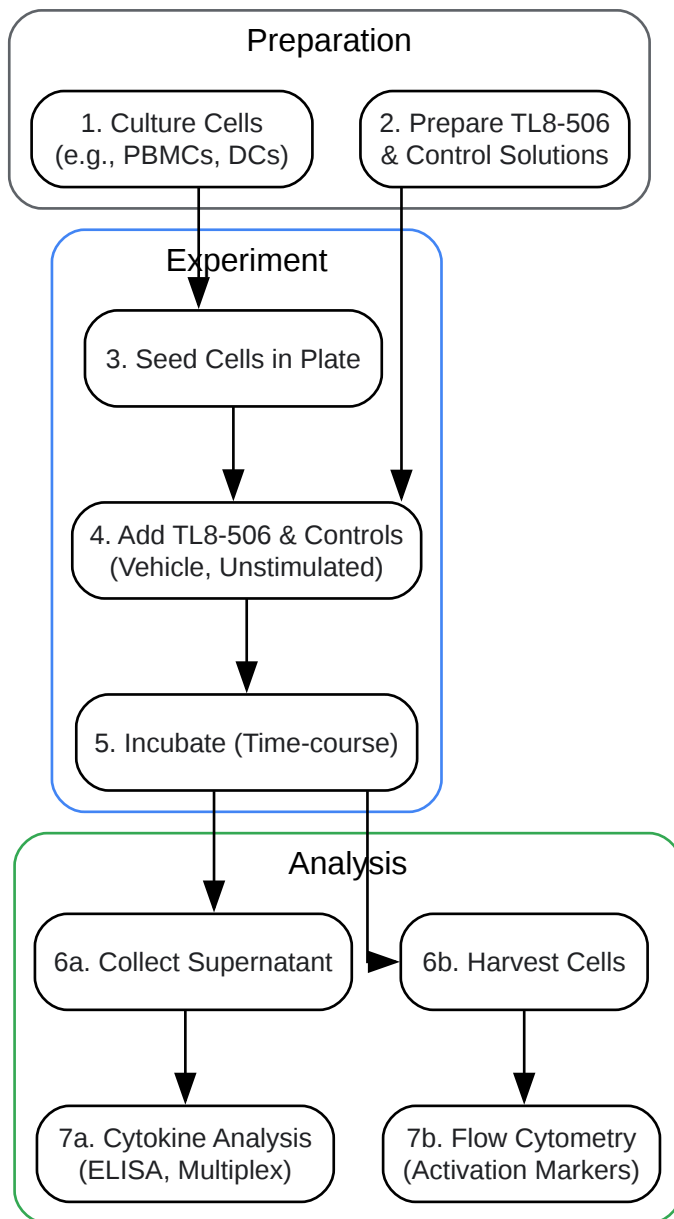 Preparation
1. Culture Cells
(e.g., PBMCs, DCs)
2. Prepare TL8-506
& Control Solutions
Experiment
3. Seed Cells in Plate
4. Add TL8-506 & Controls
(Vehicle, Unstimulated)
5. Incubate (Time-course)
Analysis
6a. Collect Supernatant
6b. Harvest Cells
7a. Cytokine Analysis
(ELISA, Multiplex)
7b. Flow Cytometry
(Activation Markers)